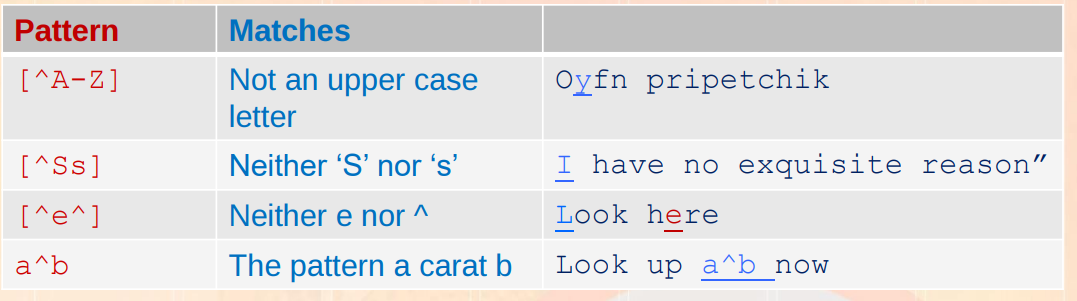 Pattern Matches
[^A-Z] Not an upper case Oyfn pripetchik
letter
[^Ss] Neither ‘S’ nor ‘s’ I have no exquisite reason”
[^e^] Neither e nor ^ Look here
a^b The pattern a carat b Look up a^b now